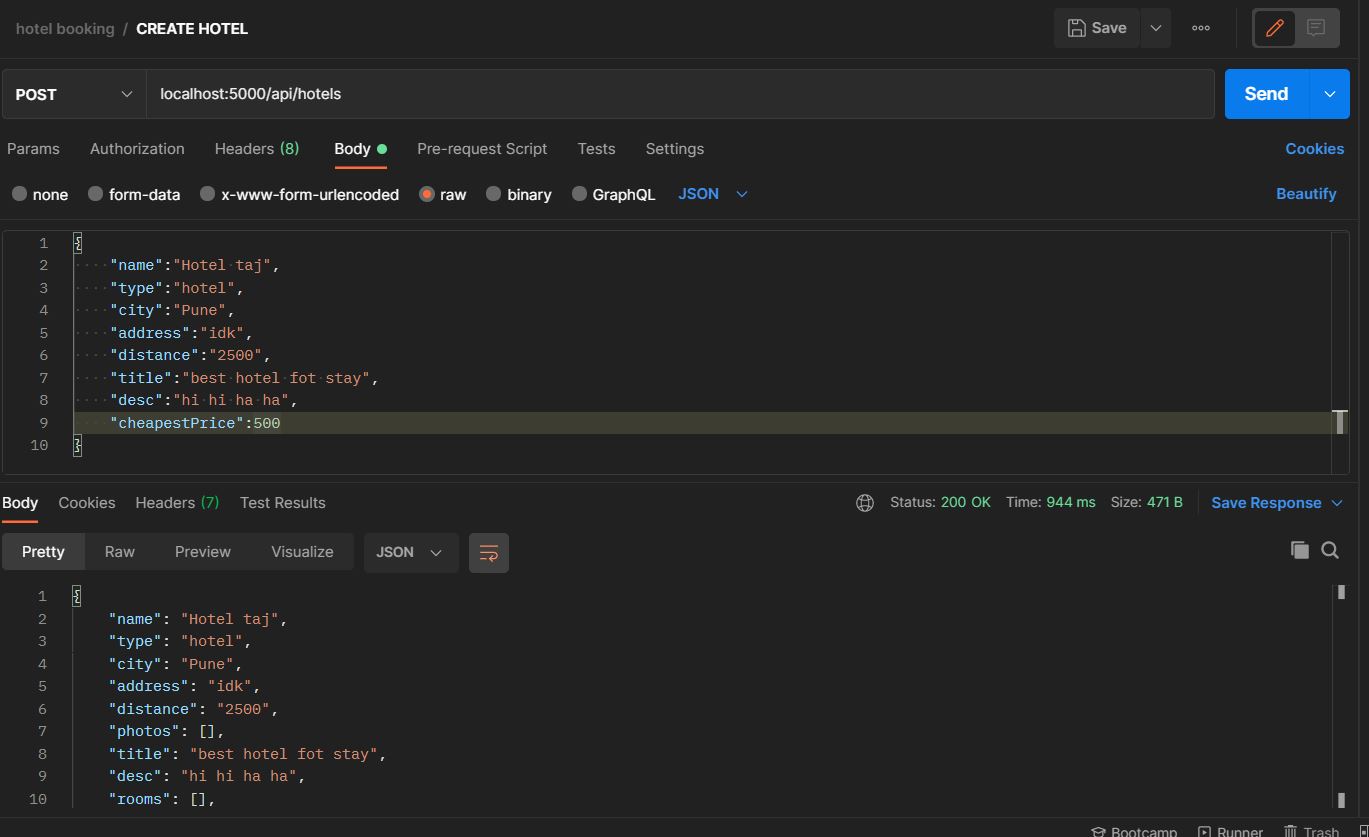 hotel booking / CREATE HOTEL
Save
POST localhost:5000/api/hotels Send
Params Authorization Headers (8) Body Pre-request Script Tests Settings Cookies
none form-data x-www-form-urlencoded raw binary GraphQL JSON Beautify
1 {
2 "name":"Hotel taj",
3 "type":"hotel",
4 "city":"Pune",
5 "address":"idk",
6 "distance":"2500",
7 "title":"best hotel fot stay",
8 "desc":"hi hi ha ha",
9 "cheapestPrice":500
10 }
Body Cookies Headers (7) Test Results Status: 200 OK Time: 944 ms Size: 471 B Save Response
Pretty Raw Preview Visualize JSON
1 {
2 "name": "Hotel taj",
3 "type": "hotel",
4 "city": "Pune",
5 "address": "idk",
6 "distance": "2500",
7 "photos": [],
8 "title": "best hotel fot stay",
9 "desc": "hi hi ha ha",
10 "rooms": [],
Bootcamp Runner Trash